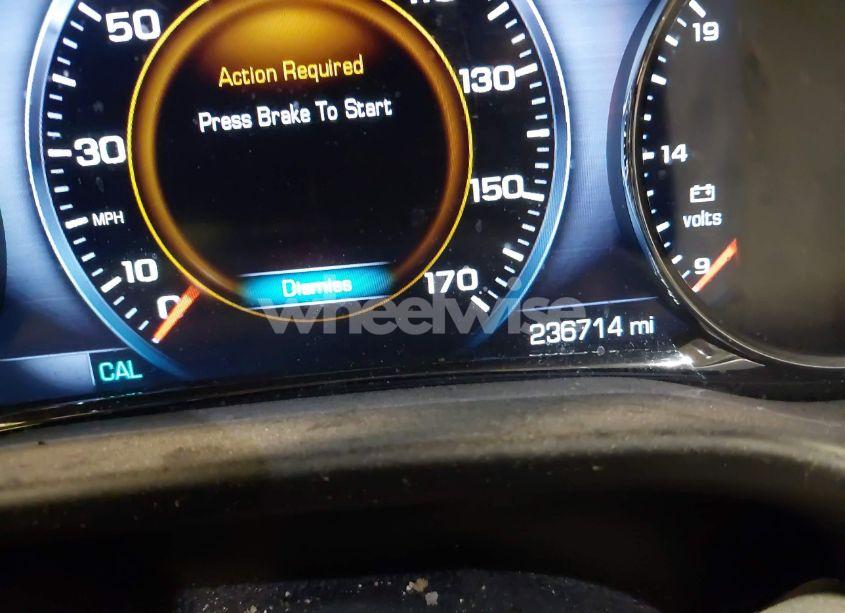 50
19
Action Required
130
Press Brake To Start
30
14
150
MPH
volts
10
9
0
Dismiss
170
wheelwise
236714 mi
CAL